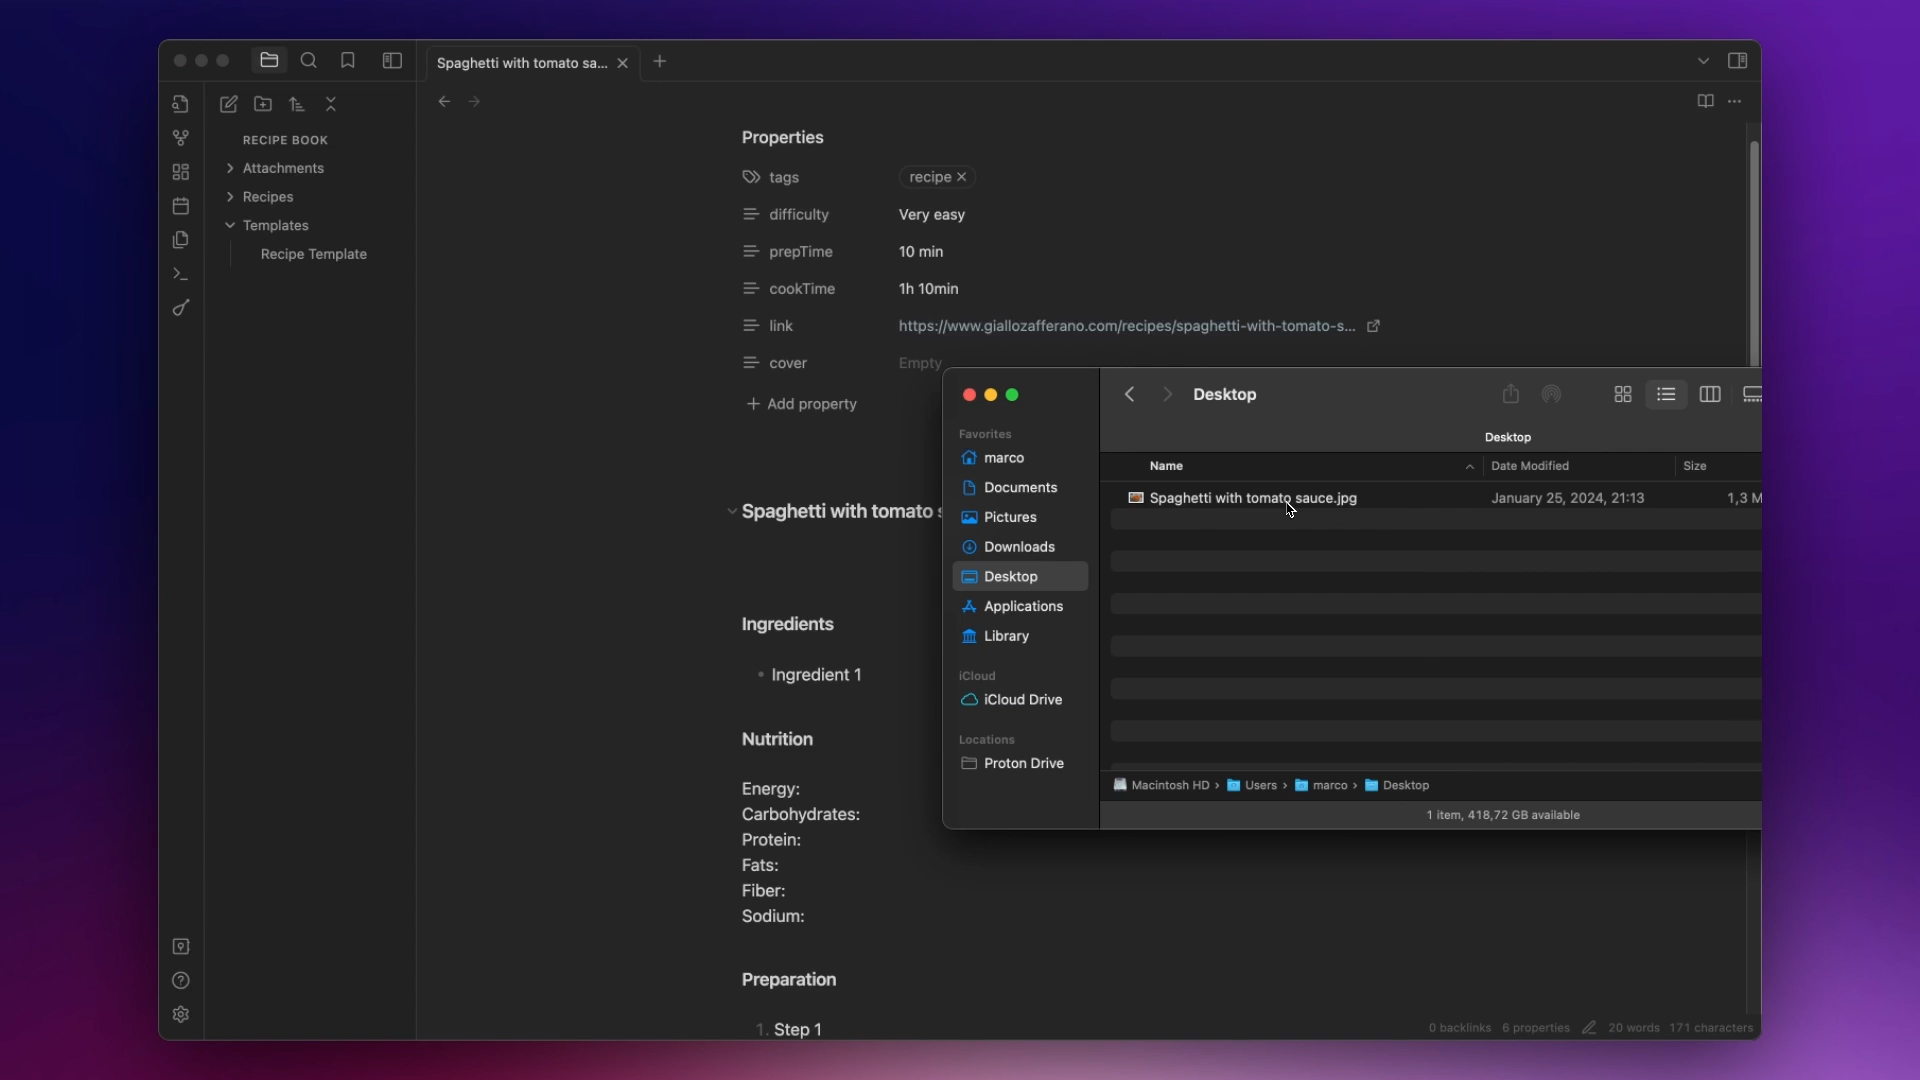 Spaghetti with tomato sa...
RECIPE BOOK
Attachments
Recipes
Templates
Recipe Template
Properties
tags
recipe
difficulty
Very easy
prepTime
10 min
cookTime
1h 10min
link
https://www.giallozafferano.com/recipes/spaghetti-with-tomato-s...
cover
Empty
Add property
Spaghetti with tomato s
Ingredients
Ingredient 1
Nutrition
Energy:
Carbohydrates:
Protein:
Fats:
Fiber:
Sodium:
Preparation
1. Step 1
Desktop
Favorites
marco
Documents
Pictures
Downloads
Desktop
Applications
Library
iCloud
iCloud Drive
Locations
Proton Drive
Desktop
Name
Date Modified
Size
Spaghetti with tomato sauce.jpg
January 25, 2024, 21:13
1,3 M
Macintosh HD › Users › marco › Desktop
1 item, 418,72 GB available
0 backlinks 6 properties 20 words 171 characters